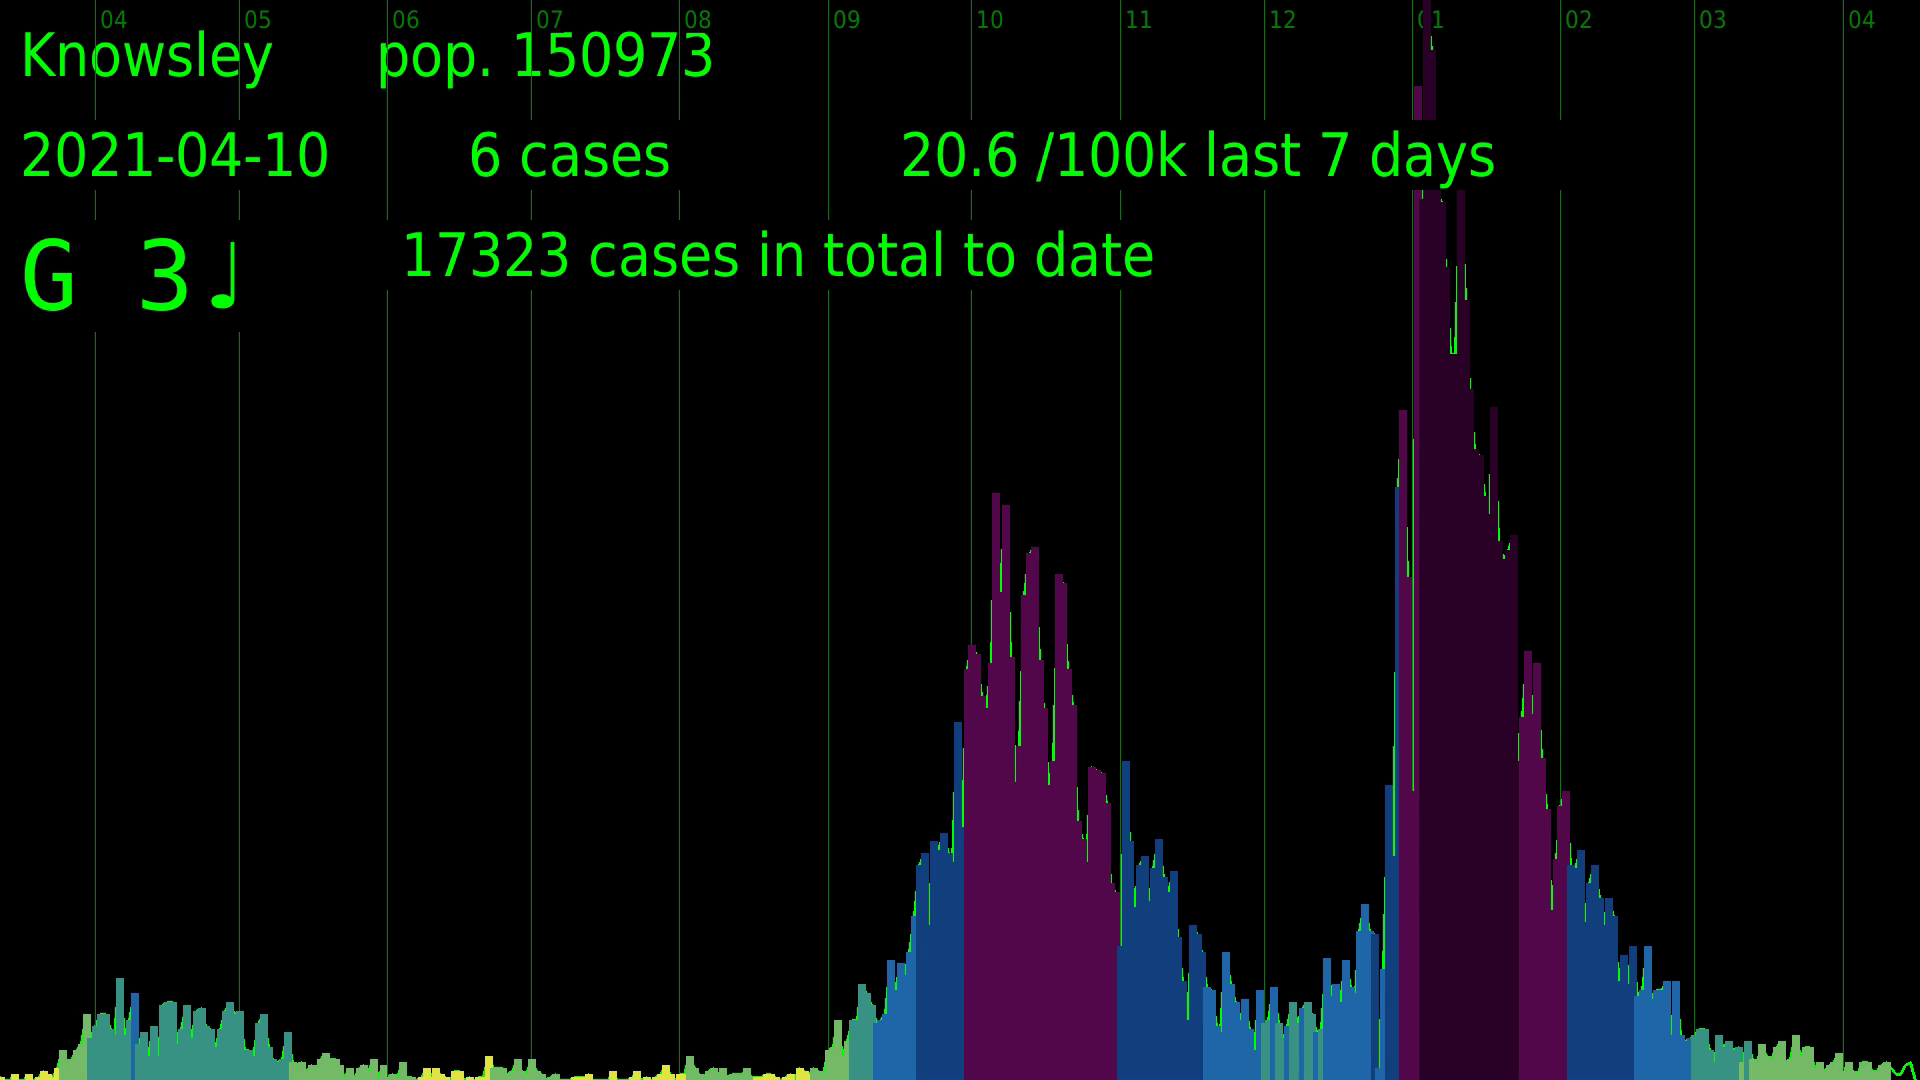 04 05 06 07 08 09 10 11 12 01 02 03 04
Knowsley pop. 150973
2021-04-10 6 cases 20.6 /100k last 7 days
G 3♩ 17323 cases in total to date